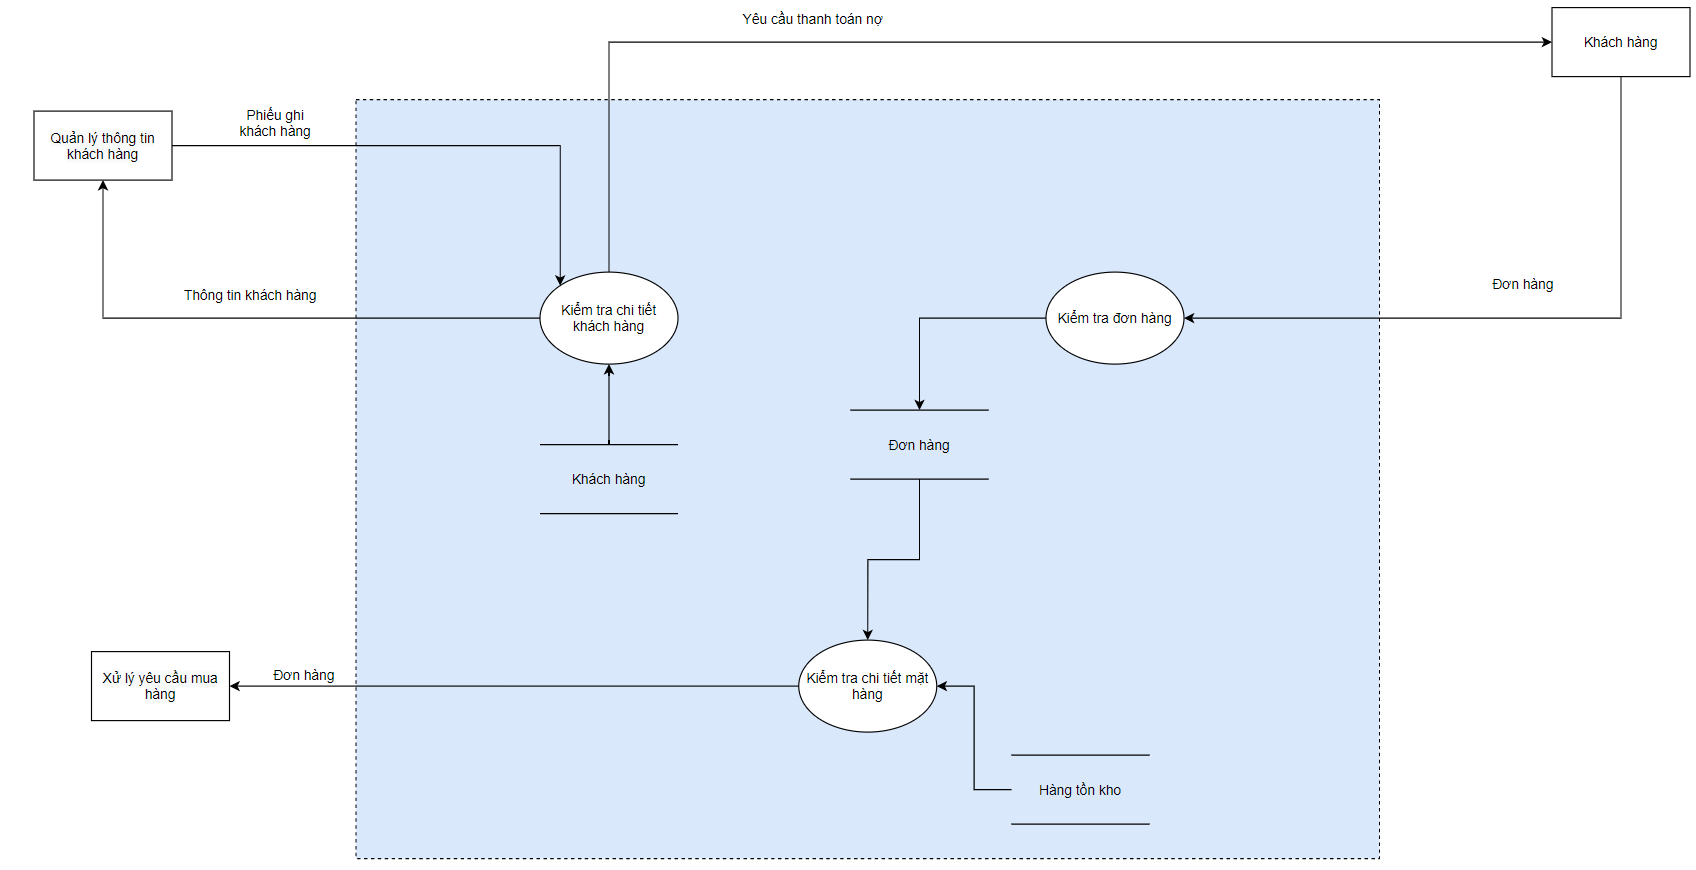 Yêu cầu thanh toán nợ
Khách hàng
Phiếu ghi
khách hàng
Quản lý thông tin
khách hàng
Thông tin khách hàng
Đơn hàng
Kiểm tra chi tiết
khách hàng
Kiểm tra đơn hàng
Đơn hàng
Khách hàng
Xử lý yêu cầu mua
hàng
Đơn hàng
Kiểm tra chi tiết mặt
hàng
Hàng tồn kho